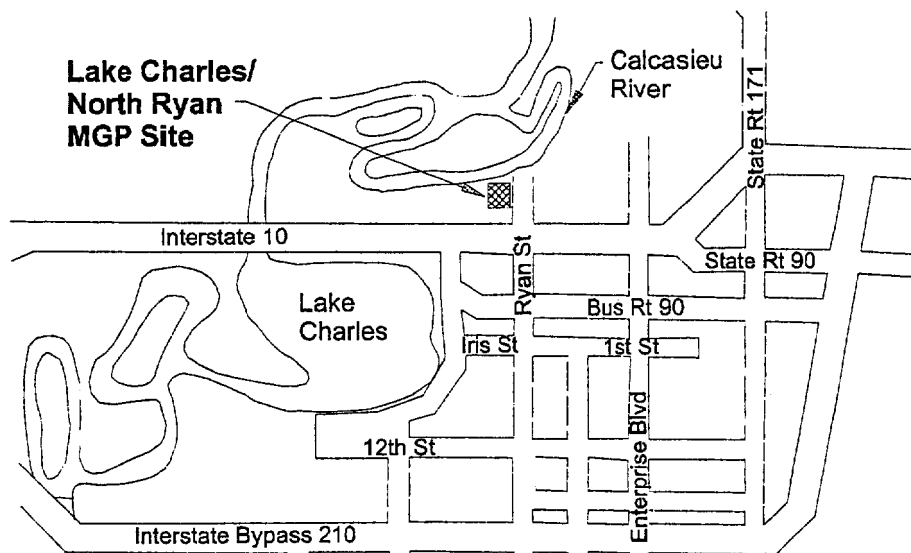 Lake Charles/
North Ryan
MGP Site
Calcasieu
River
State Rt 171
Interstate 10
Ryan St
State Rt 90
Lake
Charles
Bus Rt 90
Iris St
1st St
12th St
Enterprise Blvd
Interstate Bypass 210